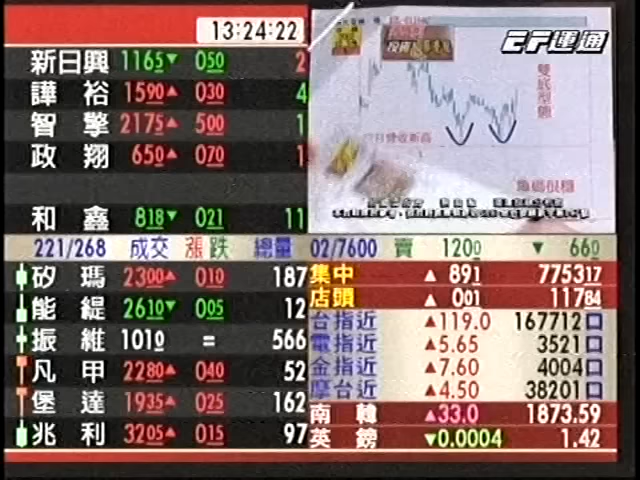 13:24:22
EF運通
新日興 1165▼ 050 2
譁裕 1590▲ 030 4
智擎 2175▲ 500 1
政翔 650▲ 070 1
和鑫 818▼ 021 11
雙底型態
221/268 成交 漲跌 總量 02/7600 賣 1200 ▼ 660
矽瑪 2300▲ 010 187
能緹 2610▼ 005 12
振維 1010 = 566
凡甲 2280▲ 040 52
堡達 1935▲ 025 162
兆利 3205▲ 015 97
集中 ▲ 891 775317
店頭 ▲ 001 11784
台指近 ▲119.0 167712口
電指近 ▲5.65 3521口
金指近 ▲7.60 4004口
摩台近 ▲4.50 38201口
南韓 ▲33.0 1873.59
英鎊 ▼0.0004 1.42